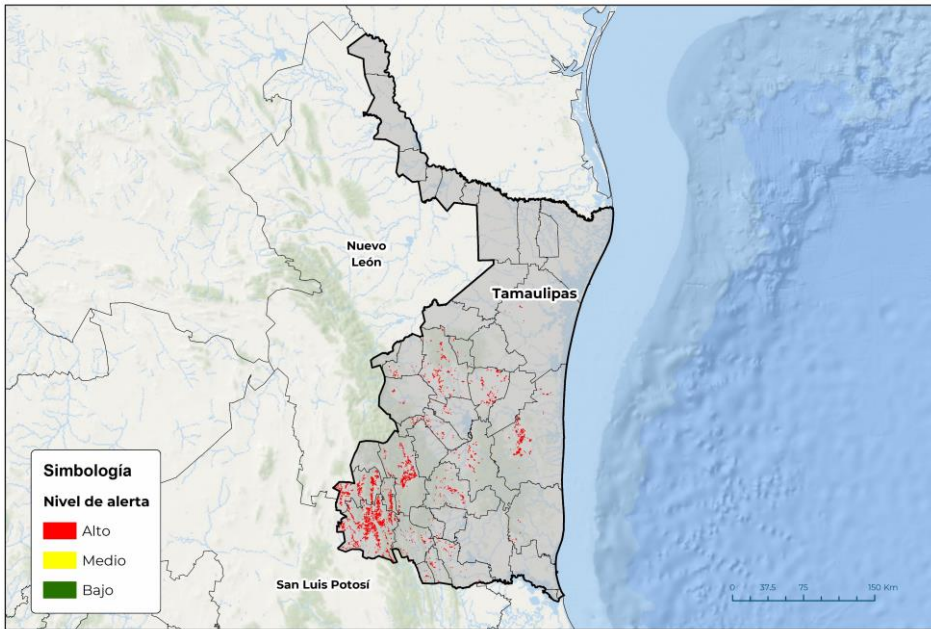 Nuevo
León
Tamaulipas
Simbología
Nivel de alerta
Alto
Medio
Bajo
San Luis Potosí
0 37.5 75 150 Km